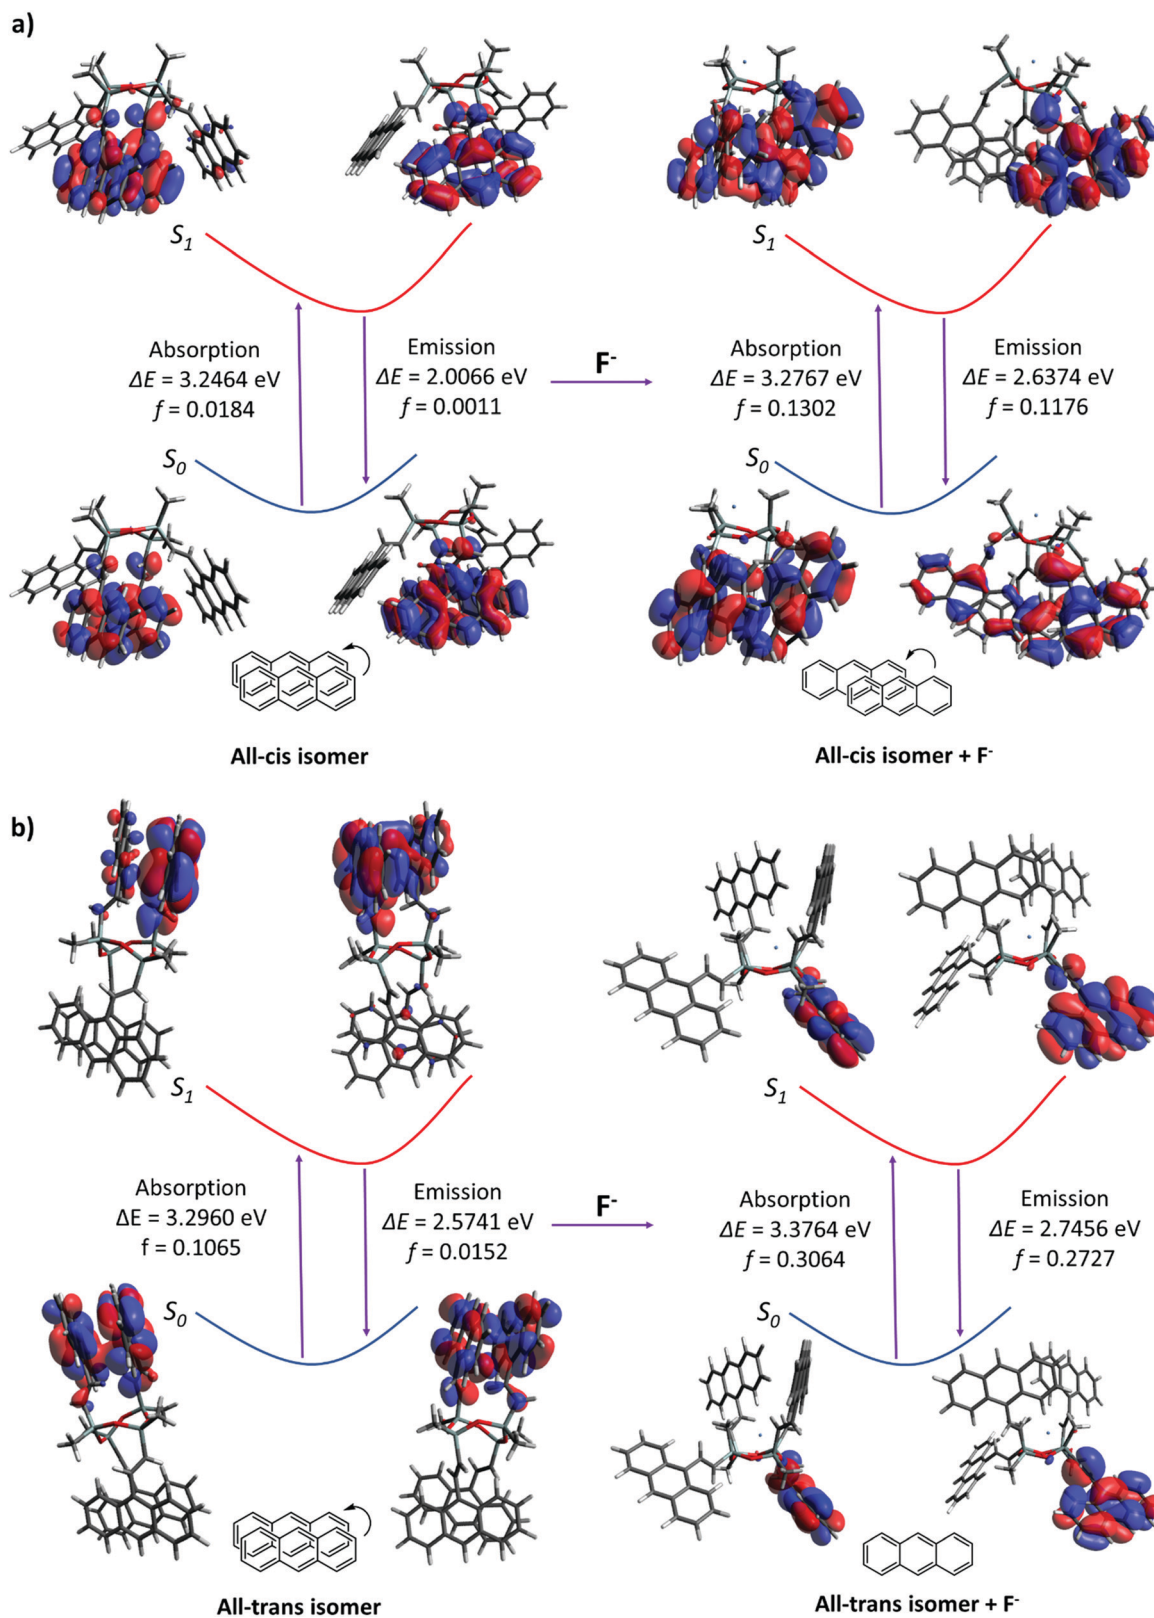 a)
S1
S1
Absorption
ΔE = 3.2464 eV
f = 0.0184
Emission
ΔE = 2.0066 eV
f = 0.0011
F-
Absorption
ΔE = 3.2767 eV
f = 0.1302
Emission
ΔE = 2.6374 eV
f = 0.1176
S0
S0
All-cis isomer
All-cis isomer + F-
b)
S1
S1
Absorption
ΔE = 3.2960 eV
f = 0.1065
Emission
ΔE = 2.5741 eV
f = 0.0152
F-
Absorption
ΔE = 3.3764 eV
f = 0.3064
Emission
ΔE = 2.7456 eV
f = 0.2727
S0
S0
All-trans isomer
All-trans isomer + F-